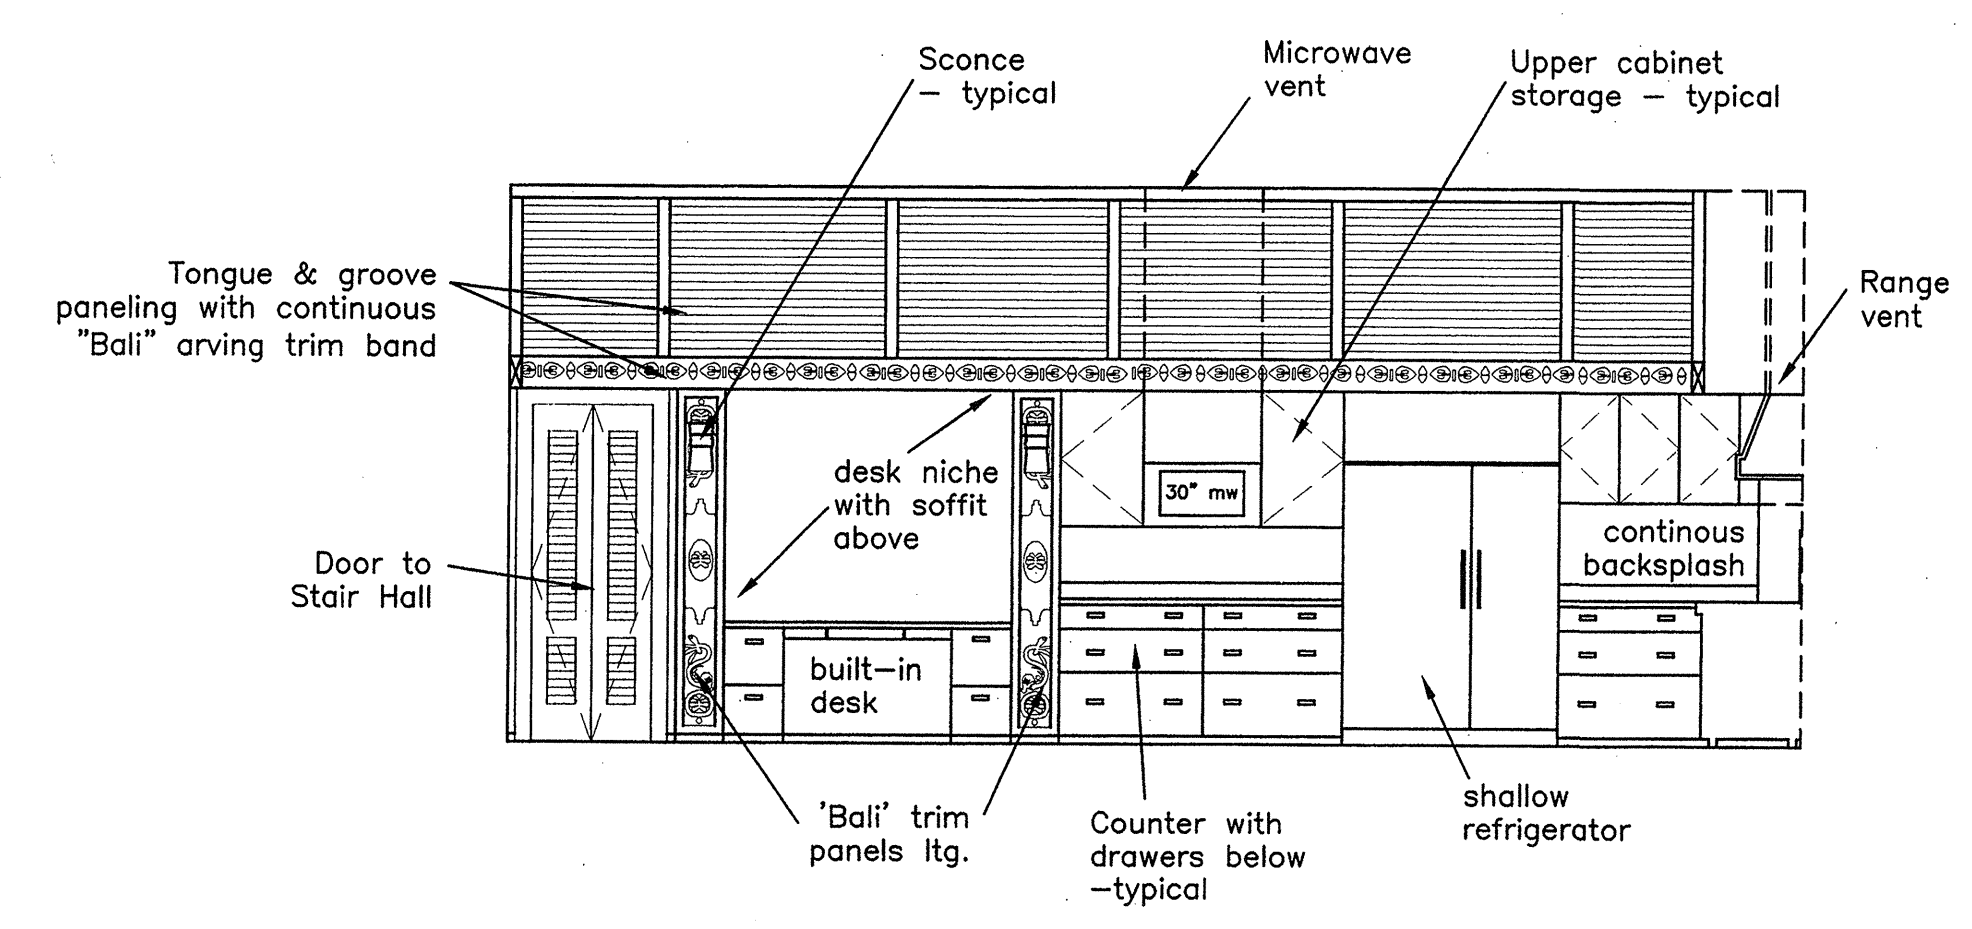 Sconce
– typical
Microwave
vent
Upper cabinet
storage – typical
Tongue & groove
paneling with continuous
"Bali" arving trim band
Range
vent
desk niche
with soffit
above
30" mw
continous
backsplash
Door to
Stair Hall
built–in
desk
'Bali' trim
panels ltg.
Counter with
drawers below
–typical
shallow
refrigerator